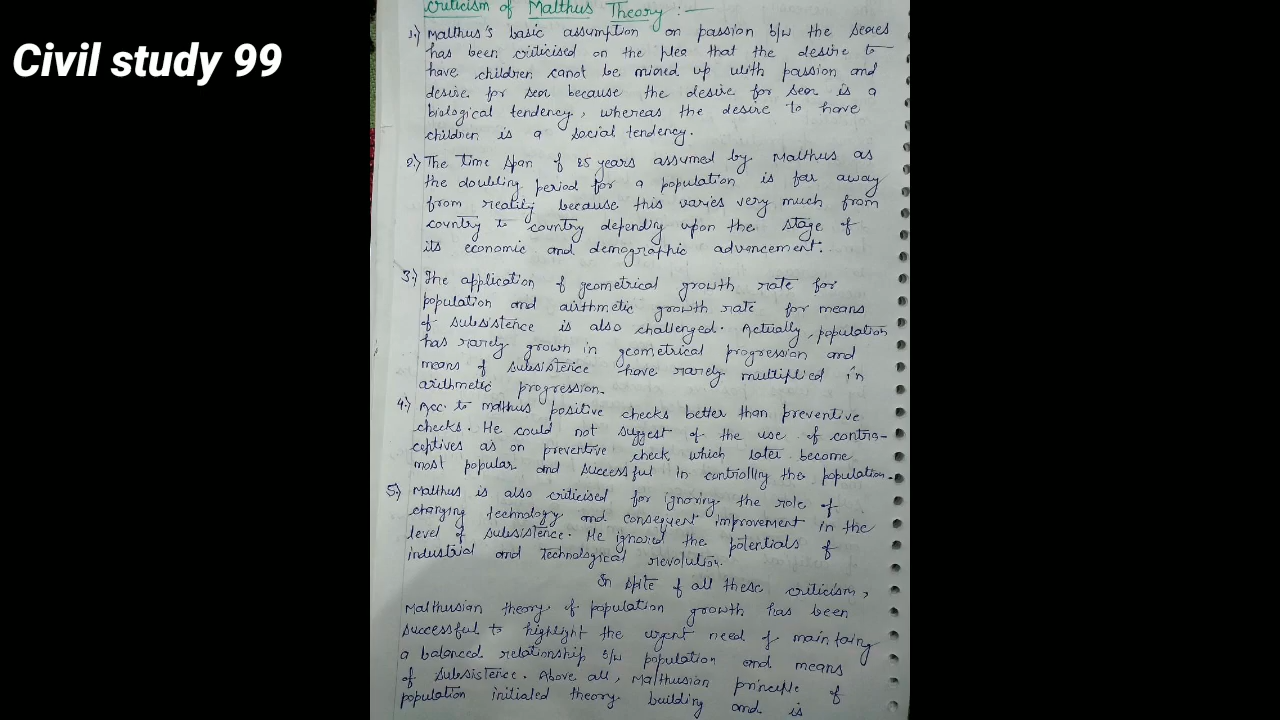 Civil study 99
criticism of Malthus Theory :-
1.) Malthus's basic assumption on passion b/w the sexes
has been criticised on the plea that the desire to
have children canot be mixed up with passion and
desire for sex because the desire for sex is a
biological tendency, whereas the desire to have
children is a social tendency.
2.) The time span of 25 years assumed by Malthus as
the doubling period for a population is far away
from reality because this varies very much from
country to country depending upon the stage of
its economic and demographic advancement.
3.) The application of geometrical growth rate for
population and airthmetic growth rate for means
of subsistence is also challenged. Actually, population
has rarely grown in geometrical progression and
means of subsistence have rarely multiplied in
arithmetic progression.
4.) Acc. to malthus positive checks better than preventive
checks. He could not suggest of the use of contra-
ceptives as on preventive check which later become
most popular and successful in controlling the population.
5.) Malthus is also criticised for ignoring the role of
changing technology and consequent improvement in the
level of subsistence. He ignored the potentials of
industrial and technological revolution.
In spite of all these criticism,
Malthusian theory of population growth has been
successful to highlight the urgent need of maintaing
a balanced relationship b/w population and means
of subsistence. Above all, Malthusian principle of
population initialed theory building and is